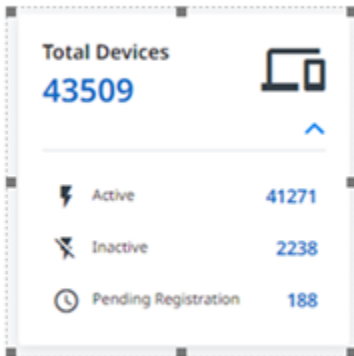 Total Devices
43509
Active 41271
Inactive 2238
Pending Registration 188